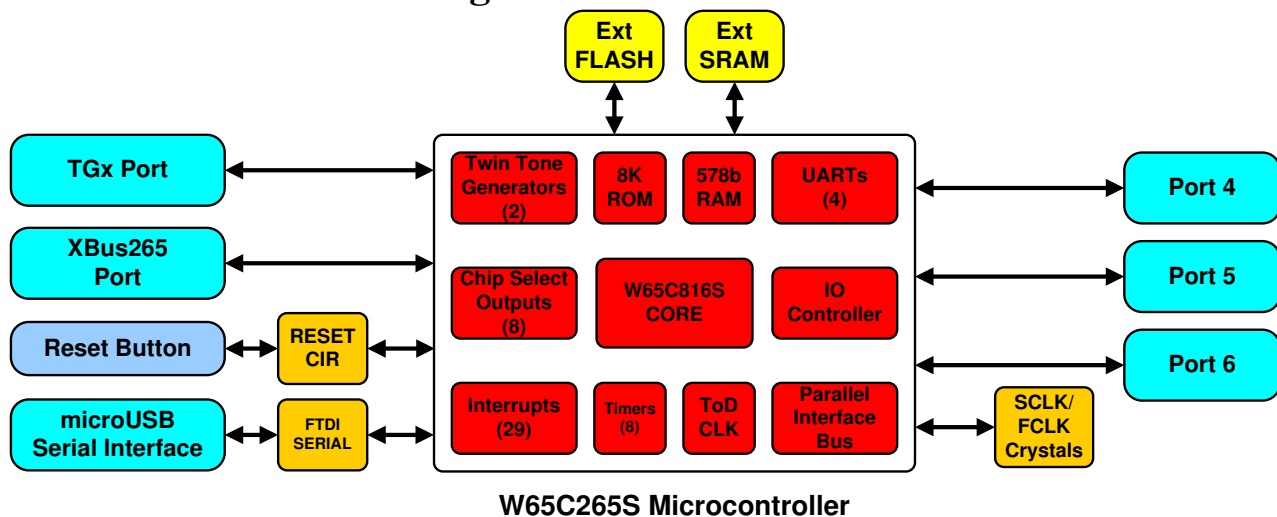 Ext
FLASH
Ext
SRAM
TGx Port
XBus265
Port
Reset Button
RESET
CIR
microUSB
Serial Interface
FTDI
SERIAL
Twin Tone
Generators
(2)
8K
ROM
578b
RAM
UARTs
(4)
Chip Select
Outputs
(8)
W65C816S
CORE
IO
Controller
Interrupts
(29)
Timers
(8)
ToD
CLK
Parallel
Interface
Bus
Port 4
Port 5
Port 6
SCLK/
FCLK
Crystals
W65C265S Microcontroller